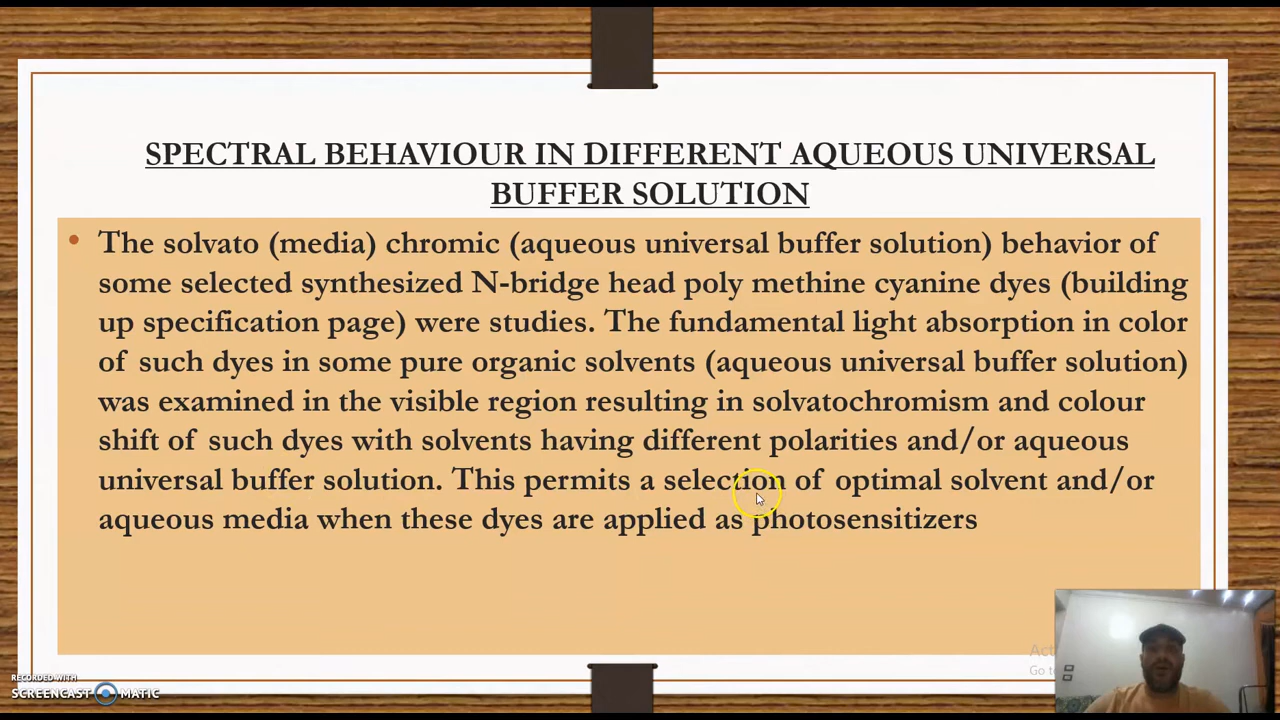 SPECTRAL BEHAVIOUR IN DIFFERENT AQUEOUS UNIVERSAL
BUFFER SOLUTION
• The solvato (media) chromic (aqueous universal buffer solution) behavior of
some selected synthesized N-bridge head poly methine cyanine dyes (building
up specification page) were studies. The fundamental light absorption in color
of such dyes in some pure organic solvents (aqueous universal buffer solution)
was examined in the visible region resulting in solvatochromism and colour
shift of such dyes with solvents having different polarities and/or aqueous
universal buffer solution. This permits a selection of optimal solvent and/or
aqueous media when these dyes are applied as photosensitizers
RECORDED WITH
SCREENCAST MATIC